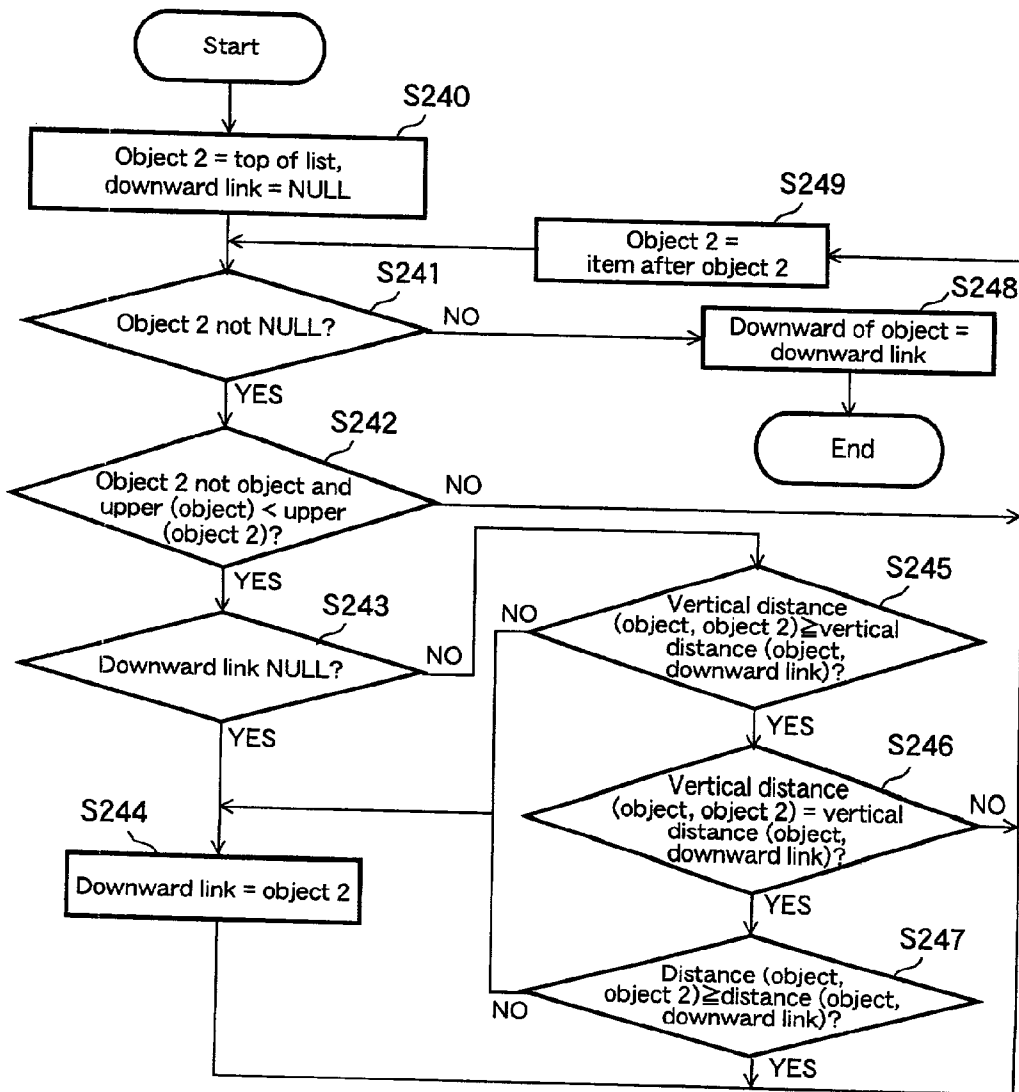 Start
S240
Object 2 = top of list,
downward link = NULL
S249
Object 2 =
item after object 2
S241
Object 2 not NULL?
NO
YES
S248
Downward of object =
downward link
End
S242
Object 2 not object and
upper (object) < upper
(object 2)?
NO
YES
S243
Downward link NULL?
NO
YES
S245
Vertical distance
(object, object 2)≧vertical
distance (object,
downward link)?
NO
YES
S246
Vertical distance
(object, object 2) = vertical
distance (object,
downward link)?
NO
YES
S244
Downward link = object 2
S247
Distance (object,
object 2)≧distance (object,
downward link)?
NO
YES